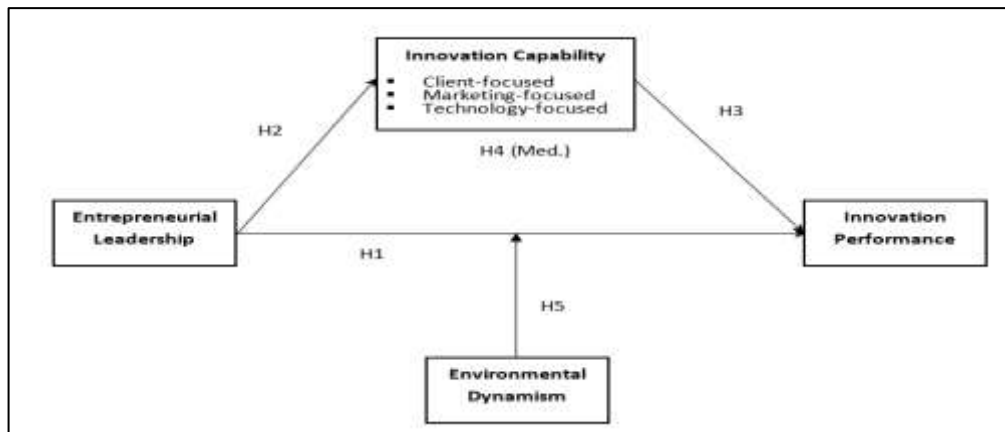 Innovation Capability
▪ Client-focused
▪ Marketing-focused
▪ Technology-focused
H2
H3
H4 (Med.)
Entrepreneurial
Leadership
Innovation
Performance
H1
H5
Environmental
Dynamism